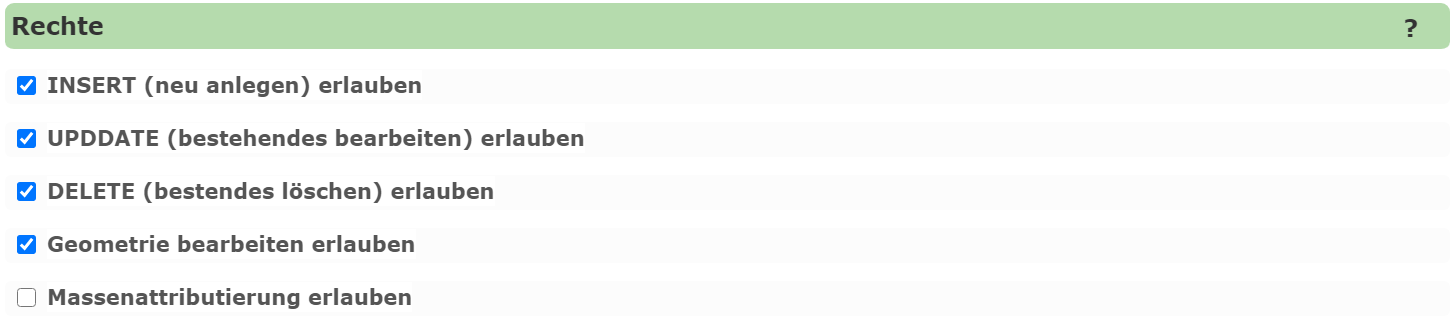 Rechte ?
INSERT (neu anlegen) erlauben
UPDDATE (bestehendes bearbeiten) erlauben
DELETE (bestendes löschen) erlauben
Geometrie bearbeiten erlauben
Massenattributierung erlauben